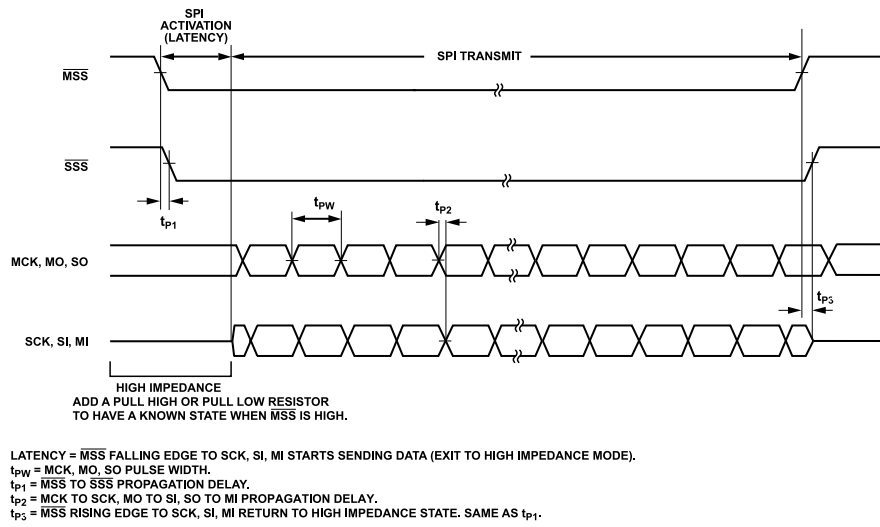 SPI
ACTIVATION
(LATENCY)
SPI TRANSMIT
MSS
SSS
tP1
tPW
tP2
MCK, MO, SO
tP3
SCK, SI, MI
HIGH IMPEDANCE
ADD A PULL HIGH OR PULL LOW RESISTOR
TO HAVE A KNOWN STATE WHEN MSS IS HIGH.
LATENCY = MSS FALLING EDGE TO SCK, SI, MI STARTS SENDING DATA (EXIT TO HIGH IMPEDANCE MODE).
tPW = MCK, MO, SO PULSE WIDTH.
tP1 = MSS TO SSS PROPAGATION DELAY.
tP2 = MCK TO SCK, MO TO SI, SO TO MI PROPAGATION DELAY.
tP3 = MSS RISING EDGE TO SCK, SI, MI RETURN TO HIGH IMPEDANCE STATE. SAME AS tP1.